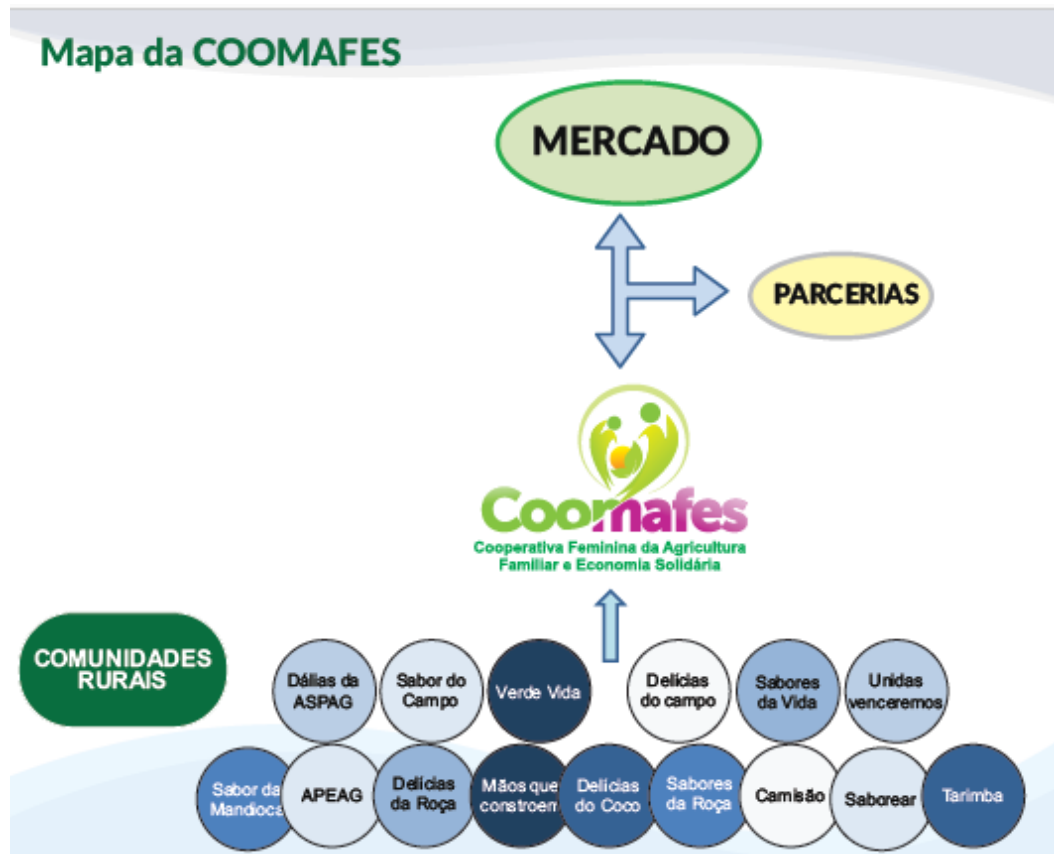 Mapa da COOMAFES
MERCADO
PARCERIAS
Coomafes
Cooperativa Feminina da Agricultura
Familiar e Economia Solidária
COMUNIDADES
RURAIS
Dálias da
ASPAG
Sabor do
Campo
Verde Vida
Delícias
do campo
Sabores
da Vida
Unidas
venceremos
Sabor da
Mandioca
APEAG
Delícias
da Roça
Mãos que
constroem
Delícias
do Coco
Sabores
da Roça
Camisão
Saborear
Tarimba